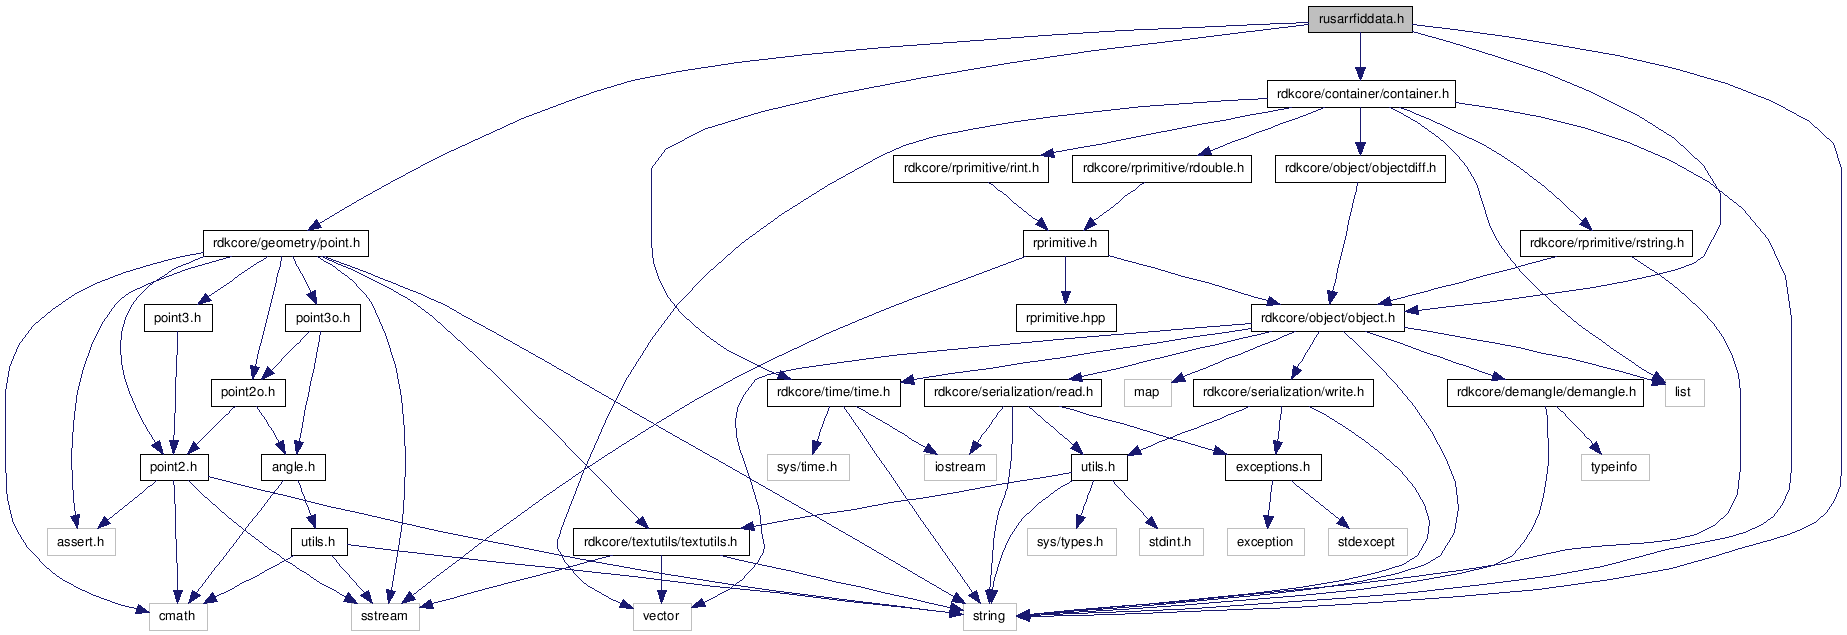 rusarrfiddata.h
rdkcore/container/container.h
rdkcore/rprimitive/rint.h
rdkcore/rprimitive/rdouble.h
rdkcore/object/objectdiff.h
rdkcore/geometry/point.h
rprimitive.h
rdkcore/rprimitive/rstring.h
point3.h
point3o.h
rprimitive.hpp
rdkcore/object/object.h
point2o.h
rdkcore/time/time.h
rdkcore/serialization/read.h
map
rdkcore/serialization/write.h
rdkcore/demangle/demangle.h
list
point2.h
angle.h
sys/time.h
iostream
utils.h
exceptions.h
typeinfo
assert.h
utils.h
rdkcore/textutils/textutils.h
sys/types.h
stdint.h
exception
stdexcept
cmath
sstream
vector
string